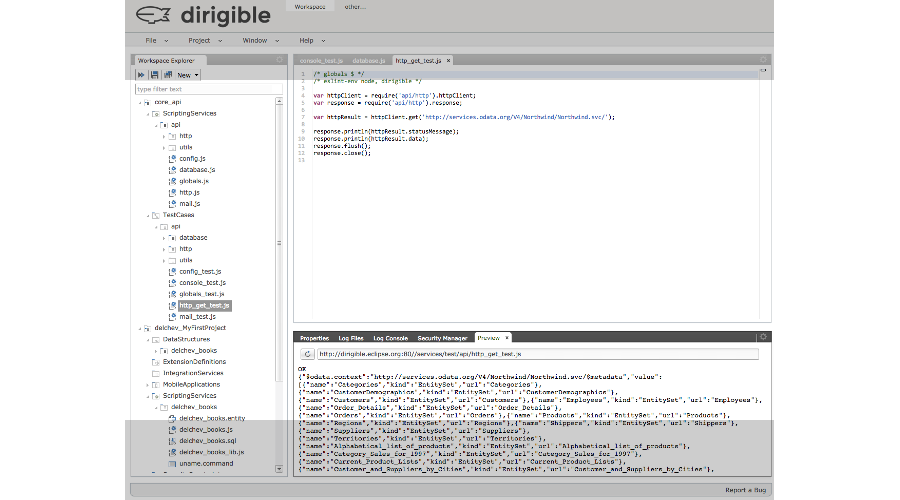 dirigible
Workspace other...
File Project Window Help
Workspace Explorer
New
type filter text
core_api
ScriptingServices
api
http
utils
config.js
database.js
globals.js
http.js
mail.js
TestCases
api
database
http
utils
config_test.js
console_test.js
globals_test.js
http_get_test.js
mail_test.js
delchev_MyFirstProject
DataStructures
delchev_books
ExtensionDefinitions
IntegrationServices
MobileApplications
ScriptingServices
delchev_books
delchev_books.entity
delchev_books.js
delchev_books.sql
delchev_books_lib.js
uname.command
console_test.js database.js http_get_test.js
1 /* globals $ */
2 /* eslint-env node, dirigible */
3
4 var httpClient = require('api/http').httpClient;
5 var response = require('api/http').response;
6
7 var httpResult = httpClient.get('http://services.odata.org/V4/Northwind/Northwind.svc/');
8
9 response.println(httpResult.statusMessage);
10 response.println(httpResult.data);
11 response.flush();
12 response.close();
13
Properties Log Files Log Console Security Manager Preview
http://dirigible.eclipse.org:80//services/test/api/http_get_test.js
OK
{"@odata.context":"http://services.odata.org/V4/Northwind/Northwind.svc/$metadata","value":
[{"name":"Categories","kind":"EntitySet","url":"Categories"},
{"name":"CustomerDemographics","kind":"EntitySet","url":"CustomerDemographics"},
{"name":"Customers","kind":"EntitySet","url":"Customers"},{"name":"Employees","kind":"EntitySet","url":"Employees"},
{"name":"Order_Details","kind":"EntitySet","url":"Order_Details"},
{"name":"Orders","kind":"EntitySet","url":"Orders"},{"name":"Products","kind":"EntitySet","url":"Products"},
{"name":"Regions","kind":"EntitySet","url":"Regions"},{"name":"Shippers","kind":"EntitySet","url":"Shippers"},
{"name":"Suppliers","kind":"EntitySet","url":"Suppliers"},
{"name":"Territories","kind":"EntitySet","url":"Territories"},
{"name":"Alphabetical_list_of_products","kind":"EntitySet","url":"Alphabetical_list_of_products"},
{"name":"Category_Sales_for_1997","kind":"EntitySet","url":"Category_Sales_for_1997"},
{"name":"Current_Product_Lists","kind":"EntitySet","url":"Current_Product_Lists"},
{"name":"Customer_and_Suppliers_by_Cities","kind":"EntitySet","url":"Customer_and_Suppliers_by_Cities"},
Report a Bug